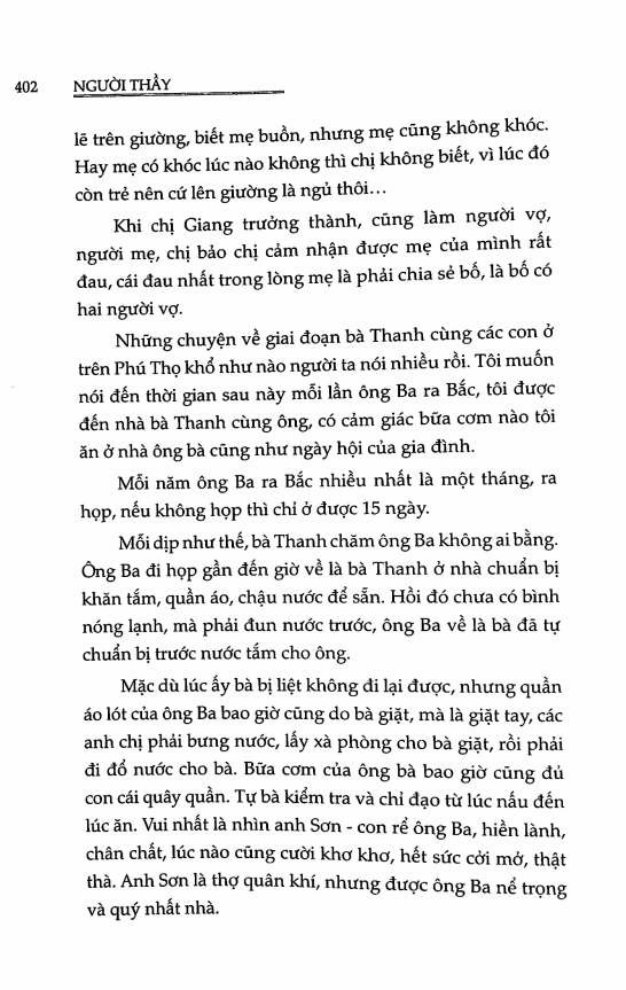 402 NGƯỜI THẦY
lẽ trên giường, biết mẹ buồn, nhưng mẹ cũng không khóc.
Hay mẹ có khóc lúc nào không thì chị không biết, vì lúc đó
còn trẻ nên cứ lên giường là ngủ thôi...
Khi chị Giang trưởng thành, cũng làm người vợ,
người mẹ, chị bảo chị cảm nhận được mẹ của mình rất
đau, cái đau nhất trong lòng mẹ là phải chia sẻ bố, là bố có
hai người vợ.
Những chuyện về giai đoạn bà Thanh cùng các con ở
trên Phú Thọ khổ như nào người ta nói nhiều rồi. Tôi muốn
nói đến thời gian sau này mỗi lần ông Ba ra Bắc, tôi được
đến nhà bà Thanh cùng ông, có cảm giác bữa cơm nào tôi
ăn ở nhà ông bà cũng như ngày hội của gia đình.
Mỗi năm ông Ba ra Bắc nhiều nhất là một tháng, ra
họp, nếu không họp thì chỉ ở được 15 ngày.
Mỗi dịp như thế, bà Thanh chăm ông Ba không ai bằng.
Ông Ba đi họp gần đến giờ về là bà Thanh ở nhà chuẩn bị
khăn tắm, quần áo, chậu nước để sẵn. Hồi đó chưa có bình
nóng lạnh, mà phải đun nước trước, ông Ba về là bà đã tự
chuẩn bị trước nước tắm cho ông.
Mặc dù lúc ấy bà bị liệt không đi lại được, nhưng quần
áo lót của ông Ba bao giờ cũng do bà giặt, mà là giặt tay, các
anh chị phải bưng nước, lấy xà phòng cho bà giặt, rồi phải
đi đổ nước cho bà. Bữa cơm của ông bà bao giờ cũng đủ
con cái quây quần. Tự bà kiểm tra và chỉ đạo từ lúc nấu đến
lúc ăn. Vui nhất là nhìn anh Sơn - con rể ông Ba, hiền lành,
chân chất, lúc nào cũng cười khơ khơ, hết sức cởi mở, thật
thà. Anh Sơn là thợ quân khí, nhưng được ông Ba nể trọng
và quý nhất nhà.